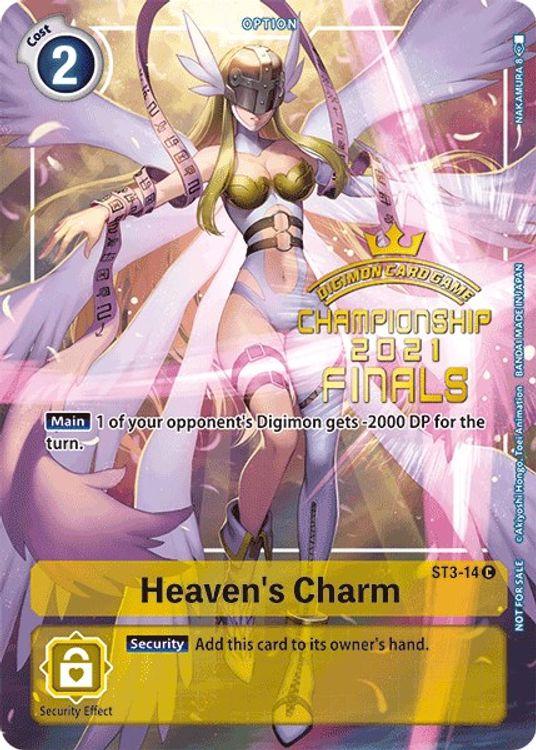 OPTION
Cost
2
NAKAMURA 8
DIGIMON CARD GAME
CHAMPIONSHIP
2021
FINALS
Main 1 of your opponent's Digimon gets -2000 DP for the
turn.
©Akiyoshi Hongo, Toei Animation BANDAI MADE IN JAPAN
NOT FOR SALE
ST3-14 C
Heaven's Charm
Security Add this card to its owner's hand.
Security Effect